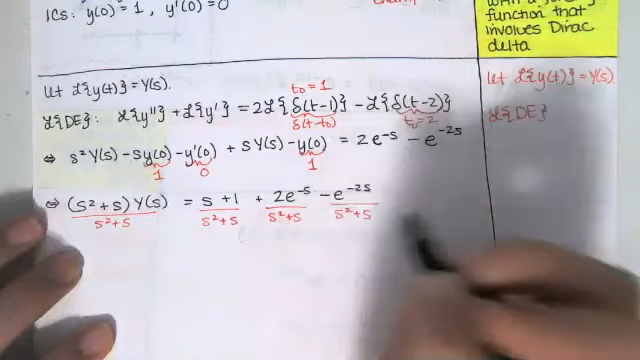 ICs: y(0) = 1 , y'(0) = 0
function that
involves Dirac
delta
Let ℒ{y(t)} = Y(s).
t₀ = 1
ℒ{DE}: ℒ{y''} + ℒ{y'} = 2ℒ{δ(t-1)} - ℒ{δ(t-2)}
δ(t-t₀) t₀ = 2
⇔ s²Y(s) - sy(0) - y'(0) + sY(s) - y(0) = 2e^-s - e^-2s
1 0 1
⇔ (s²+s)Y(s) = s+1 + 2e^-s - e^-2s
s²+s s²+s s²+s s²+s
Let ℒ{y(t)} = Y(s).
ℒ{DE}